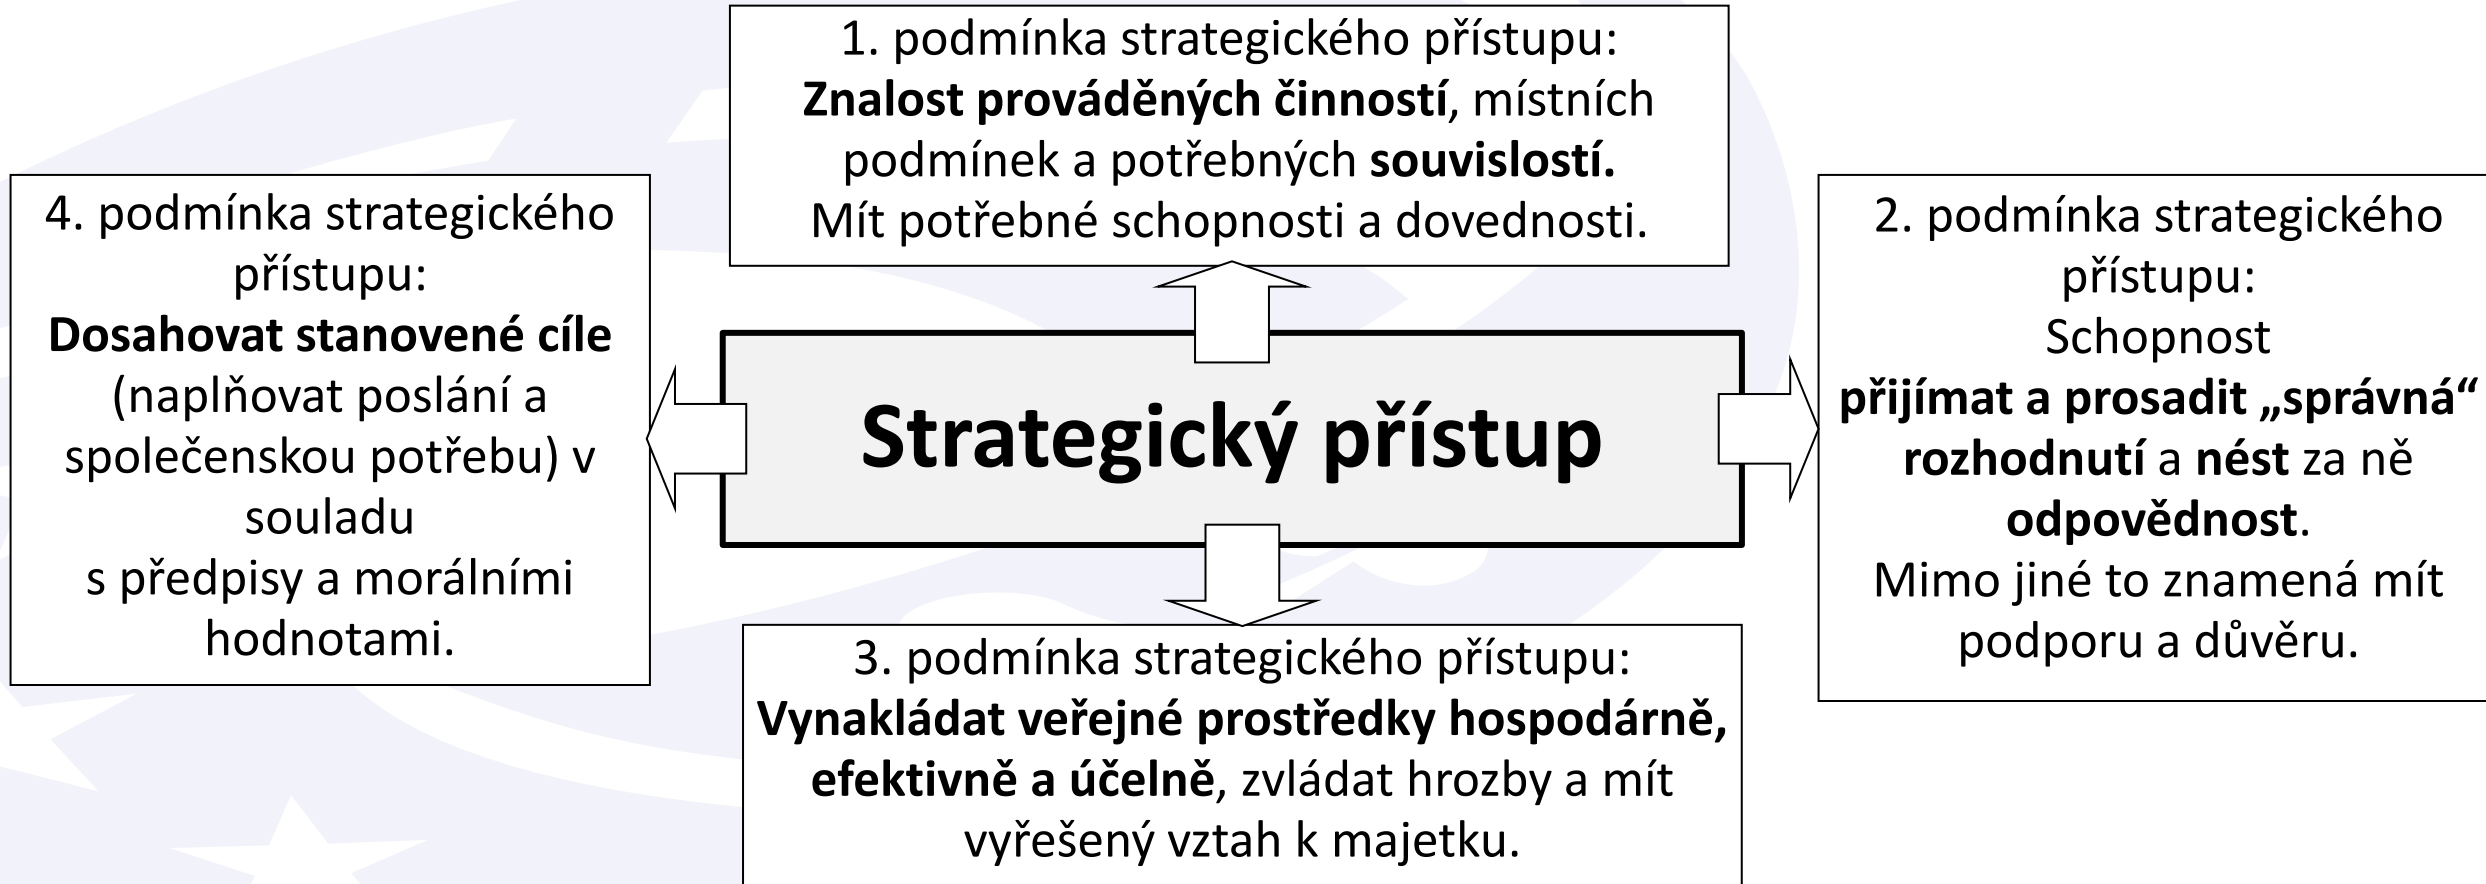 1. podmínka strategického přístupu:
Znalost prováděných činností, místních
podmínek a potřebných souvislostí.
Mít potřebné schopnosti a dovednosti.
4. podmínka strategického
přístupu:
Dosahovat stanovené cíle
(naplňovat poslání a
společenskou potřebu) v
souladu
s předpisy a morálními
hodnotami.
Strategický přístup
2. podmínka strategického
přístupu:
Schopnost
přijímat a prosadit „správná“
rozhodnutí a nést za ně
odpovědnost.
Mimo jiné to znamená mít
podporu a důvěru.
3. podmínka strategického přístupu:
Vynakládat veřejné prostředky hospodárně,
efektivně a účelně, zvládat hrozby a mít
vyřešený vztah k majetku.